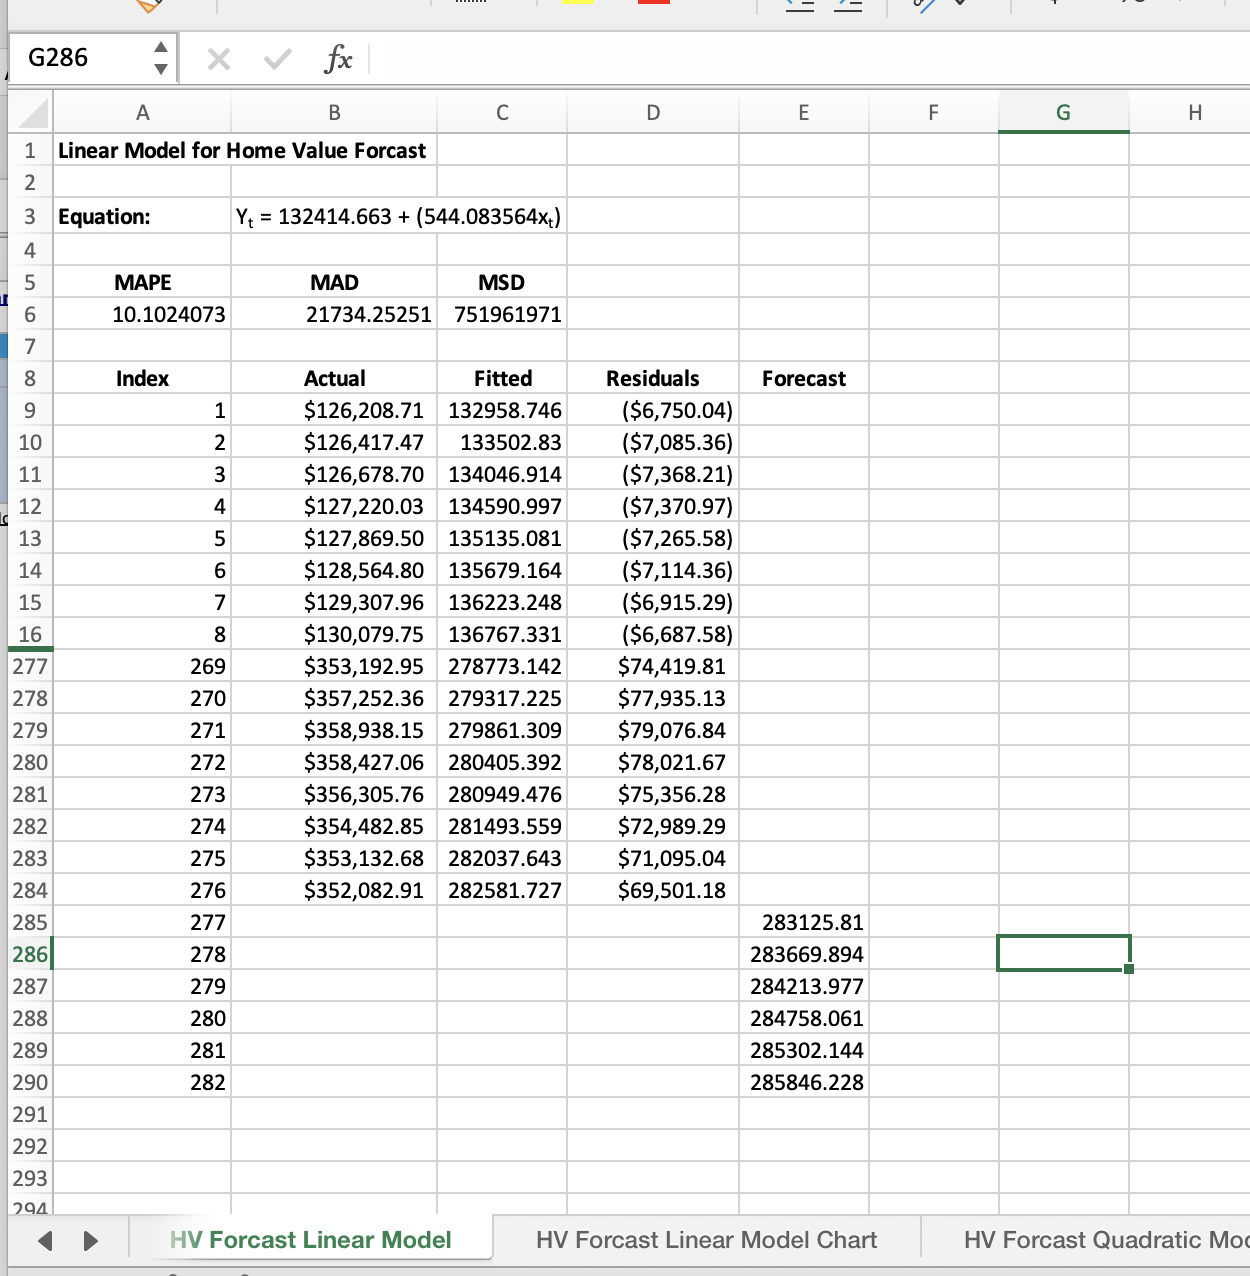 G286 fx
A B C D E F G H
1 Linear Model for Home Value Forcast
2
3 Equation: Yt = 132414.663 + (544.083564xt)
4
5 MAPE MAD MSD
6 10.1024073 21734.25251 751961971
7
8 Index Actual Fitted Residuals Forecast
9 1 $126,208.71 132958.746 ($6,750.04)
10 2 $126,417.47 133502.83 ($7,085.36)
11 3 $126,678.70 134046.914 ($7,368.21)
12 4 $127,220.03 134590.997 ($7,370.97)
13 5 $127,869.50 135135.081 ($7,265.58)
14 6 $128,564.80 135679.164 ($7,114.36)
15 7 $129,307.96 136223.248 ($6,915.29)
16 8 $130,079.75 136767.331 ($6,687.58)
277 269 $353,192.95 278773.142 $74,419.81
278 270 $357,252.36 279317.225 $77,935.13
279 271 $358,938.15 279861.309 $79,076.84
280 272 $358,427.06 280405.392 $78,021.67
281 273 $356,305.76 280949.476 $75,356.28
282 274 $354,482.85 281493.559 $72,989.29
283 275 $353,132.68 282037.643 $71,095.04
284 276 $352,082.91 282581.727 $69,501.18
285 277 283125.81
286 278 283669.894
287 279 284213.977
288 280 284758.061
289 281 285302.144
290 282 285846.228
291
292
293
294
HV Forcast Linear Model HV Forcast Linear Model Chart HV Forcast Quadratic Mo